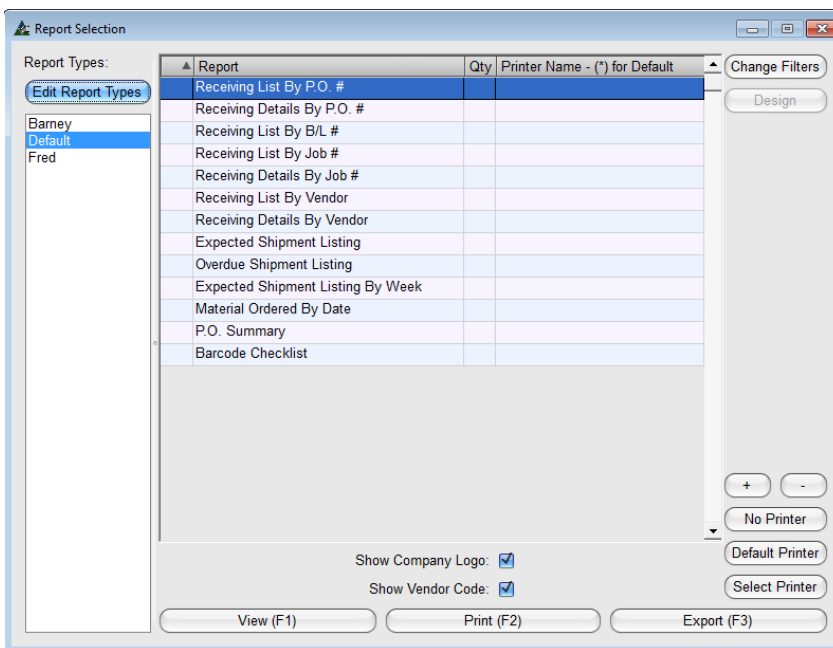 Report Selection
Report Types:
Edit Report Types
Barney
Default
Fred
Report Qty Printer Name - (*) for Default
Receiving List By P.O. #
Receiving Details By P.O. #
Receiving List By B/L #
Receiving List By Job #
Receiving Details By Job #
Receiving List By Vendor
Receiving Details By Vendor
Expected Shipment Listing
Overdue Shipment Listing
Expected Shipment Listing By Week
Material Ordered By Date
P.O. Summary
Barcode Checklist
Change Filters
Design
+ -
No Printer
Default Printer
Select Printer
Show Company Logo:
Show Vendor Code:
View (F1) Print (F2) Export (F3)